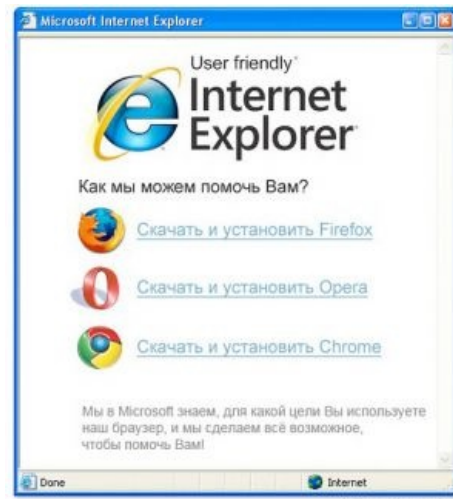 Microsoft Internet Explorer
User friendly
Internet
Explorer
Как мы можем помочь Вам?
Скачать и установить Firefox
Скачать и установить Opera
Скачать и установить Chrome
Мы в Microsoft знаем, для какой цели Вы используете
наш браузер, и мы сделаем всё возможное,
чтобы помочь Вам!
Done
Internet